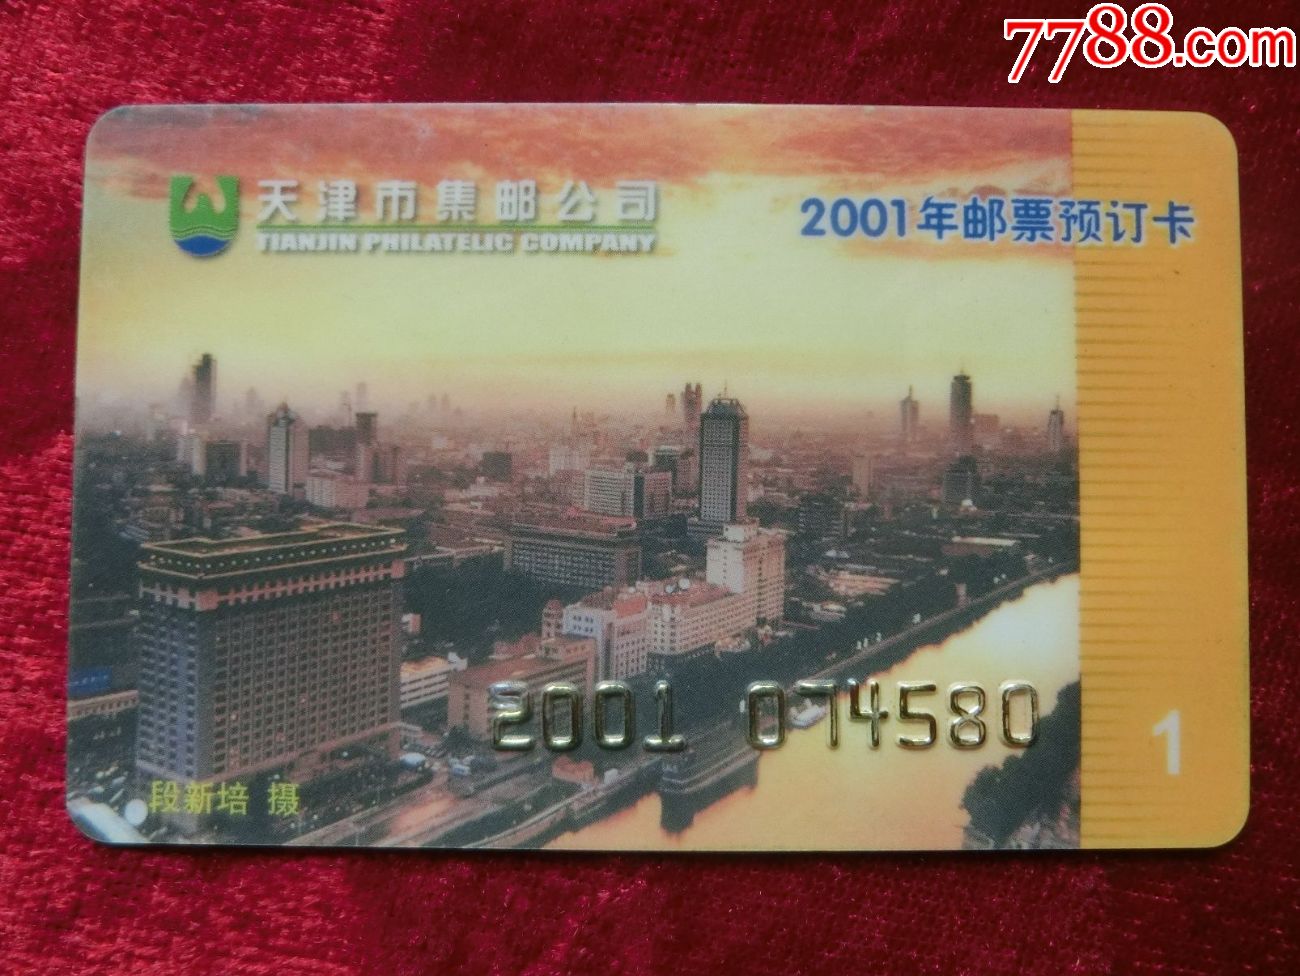 7788.com
天津市集邮公司
TIANJIN PHILATELIC COMPANY
2001年邮票预订卡
2001 074580
1
段新培 摄